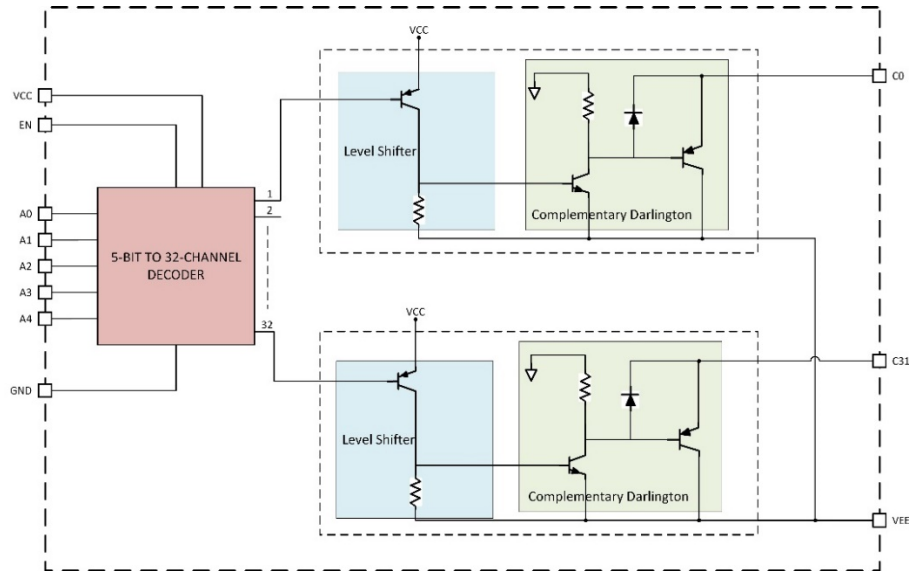 VCC
VCC
C0
EN
Level Shifter
1
2
A0
A1
A2
A3
A4
5-BIT TO 32-CHANNEL
DECODER
Complementary Darlington
32
VCC
GND
C31
Level Shifter
Complementary Darlington
VEE